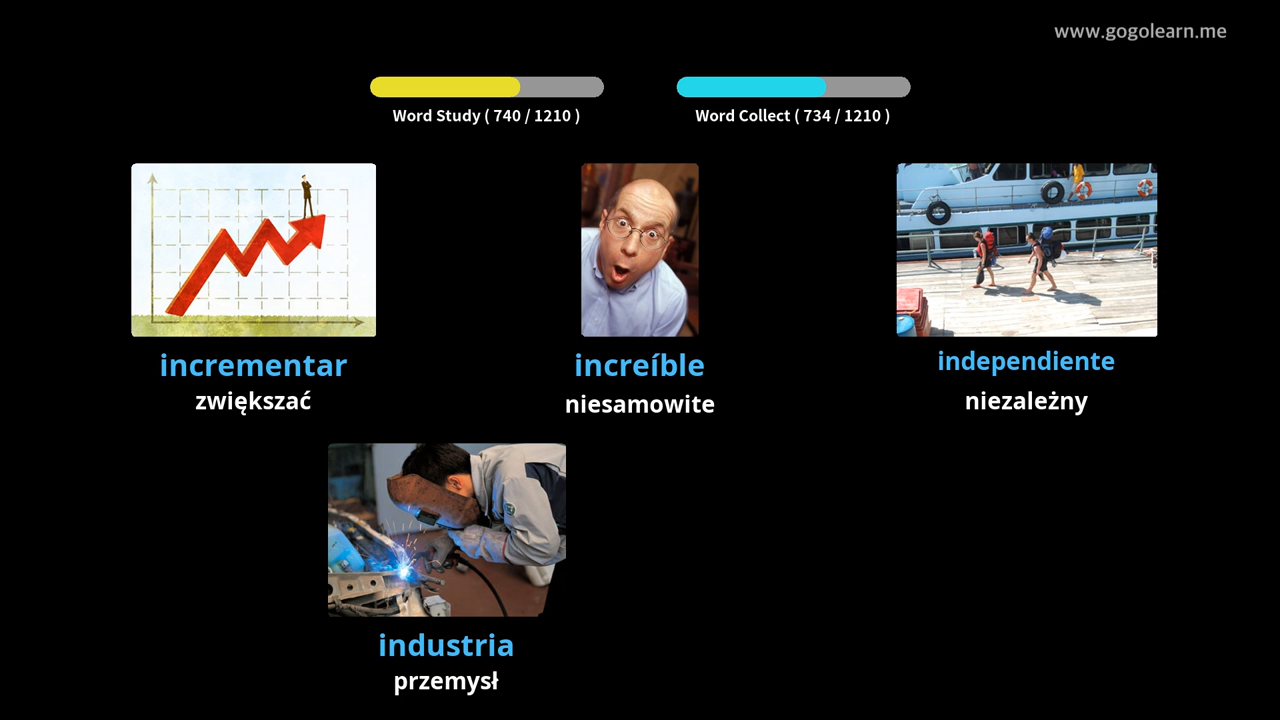 www.gogolearn.me
Word Study ( 740 / 1210 )
Word Collect ( 734 / 1210 )
incrementar
zwiększać
increíble
niesamowite
independiente
niezależny
industria
przemysł